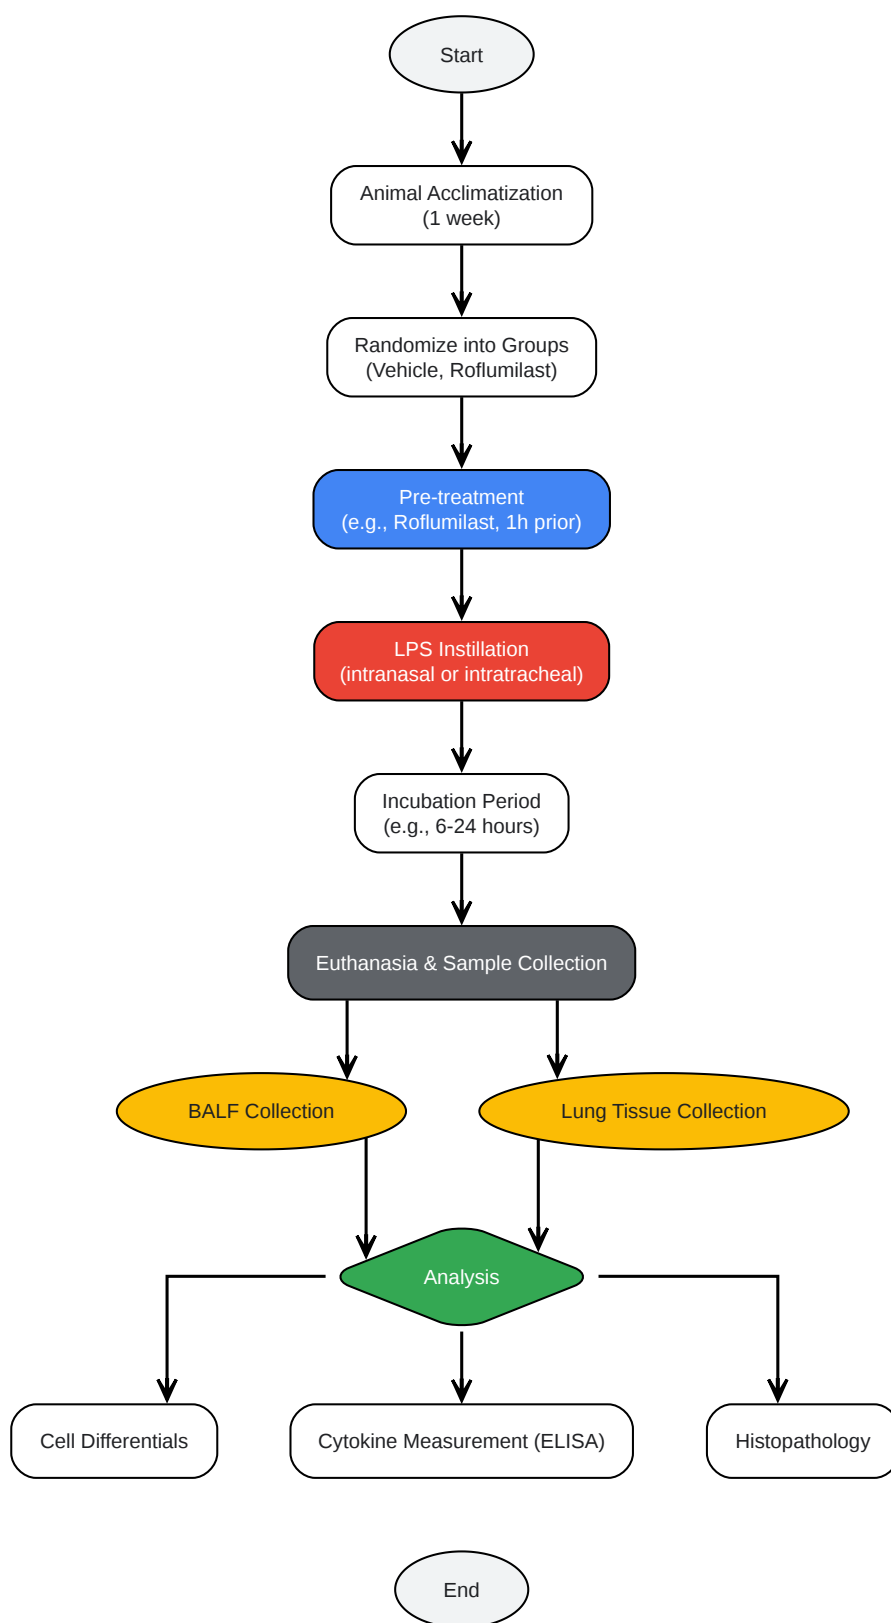 Start
Animal Acclimatization
(1 week)
Randomize into Groups
(Vehicle, Roflumilast)
Pre-treatment
(e.g., Roflumilast, 1h prior)
LPS Instillation
(intranasal or intratracheal)
Incubation Period
(e.g., 6-24 hours)
Euthanasia & Sample Collection
BALF Collection
Lung Tissue Collection
Analysis
Cell Differentials
Cytokine Measurement (ELISA)
Histopathology
End